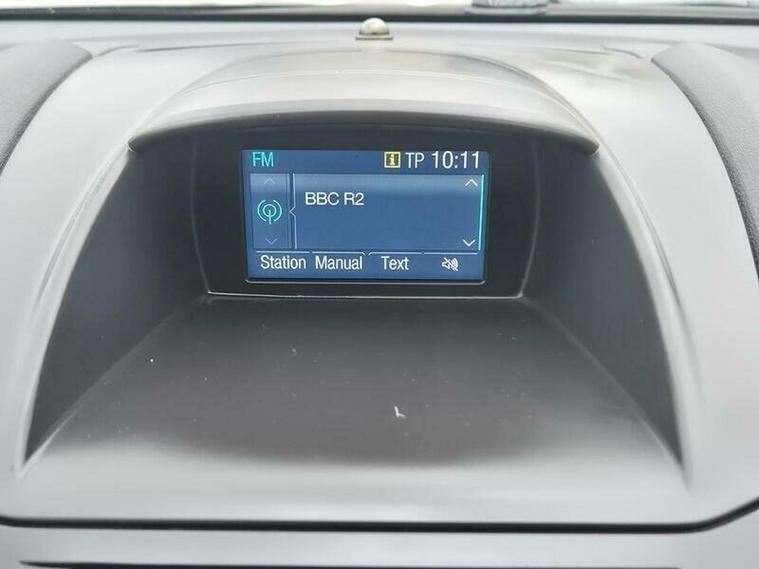 FM i TP 10:11
BBC R2
Station Manual Text